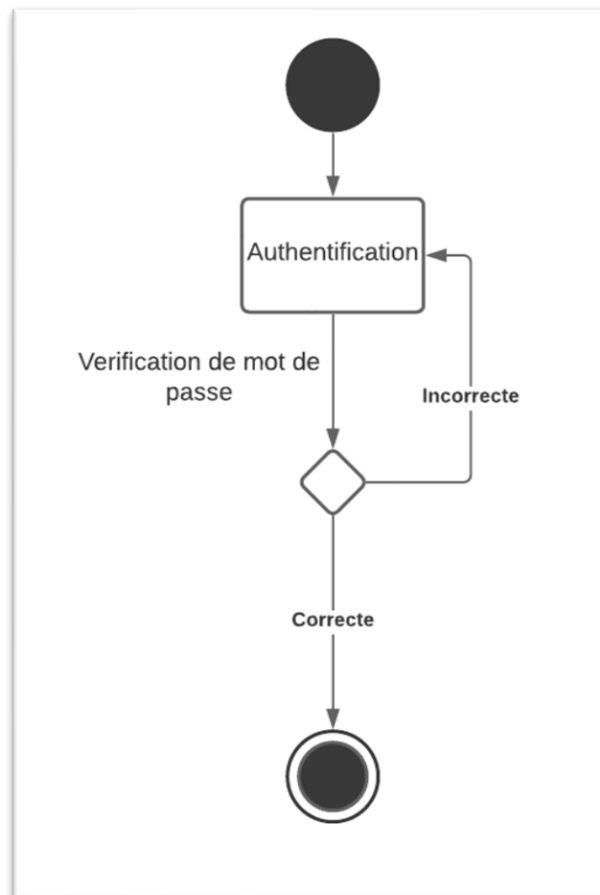 Authentification
Verification de mot de
passe
Incorrecte
Correcte